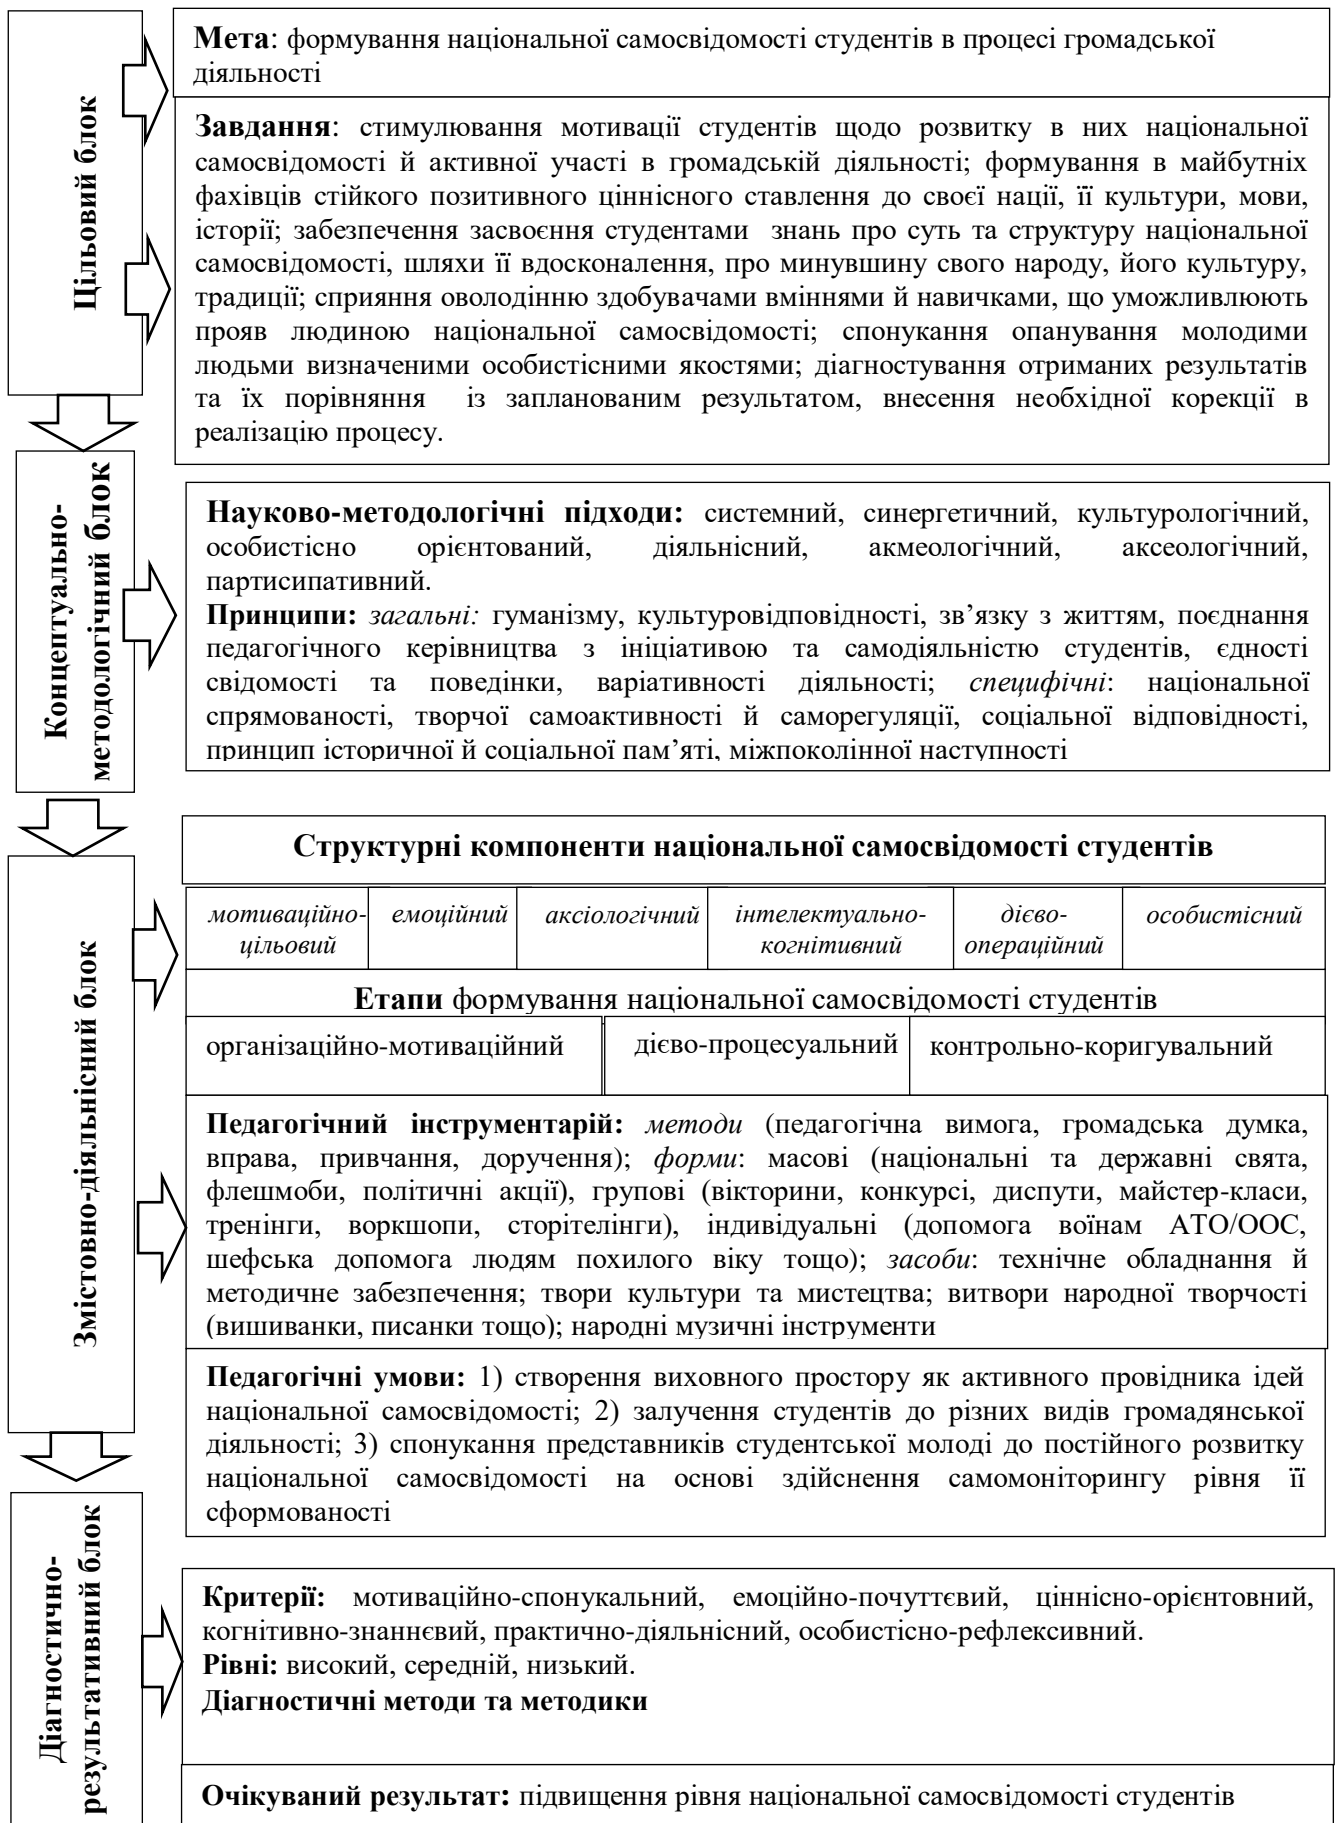 Цільовий блок
Мета: формування національної самосвідомості студентів в процесі громадської
діяльності
Завдання: стимулювання мотивації студентів щодо розвитку в них національної
самосвідомості й активної участі в громадській діяльності; формування в майбутніх
фахівців стійкого позитивного ціннісного ставлення до своєї нації, її культури, мови,
історії; забезпечення засвоєння студентами знань про суть та структуру національної
самосвідомості, шляхи її вдосконалення, про минувшину свого народу, його культуру,
традиції; сприяння оволодінню здобувачами вміннями й навичками, що уможливлюють
прояв людиною національної самосвідомості; спонукання опанування молодими
людьми визначеними особистісними якостями; діагностування отриманих результатів
та їх порівняння із запланованим результатом, внесення необхідної корекції в
реалізацію процесу.
Концептуально-
методологічний блок
Науково-методологічні підходи: системний, синергетичний, культурологічний,
особистісно орієнтований, діяльнісний, акмеологічний, аксеологічний,
партисипативний.
Принципи: загальні: гуманізму, культуровідповідності, зв’язку з життям, поєднання
педагогічного керівництва з ініціативою та самодіяльністю студентів, єдності
свідомості та поведінки, варіативності діяльності; специфічні: національної
спрямованості, творчої самоактивності й саморегуляції, соціальної відповідності,
принцип історичної й соціальної пам’яті, міжпоколінної наступності
Змістовно-діяльнісний блок
Структурні компоненти національної самосвідомості студентів
мотиваційно-
цільовий
емоційний
аксіологічний
інтелектуально-
когнітивний
дієво-
операційний
особистісний
Етапи формування національної самосвідомості студентів
організаційно-мотиваційний
дієво-процесуальний
контрольно-коригувальний
Педагогічний інструментарій: методи (педагогічна вимога, громадська думка,
вправа, привчання, доручення); форми: масові (національні та державні свята,
флешмоби, політичні акції), групові (вікторини, конкурсі, диспути, майстер-класи,
тренінги, воркшопи, сторітелінги), індивідуальні (допомога воїнам АТО/ООС,
шефська допомога людям похилого віку тощо); засоби: технічне обладнання й
методичне забезпечення; твори культури та мистецтва; витвори народної творчості
(вишиванки, писанки тощо); народні музичні інструменти
Педагогічні умови: 1) створення виховного простору як активного провідника ідей
національної самосвідомості; 2) залучення студентів до різних видів громадянської
діяльності; 3) спонукання представників студентської молоді до постійного розвитку
національної самосвідомості на основі здійснення самомоніторингу рівня її
сформованості
Діагностично-
результативний блок
Критерії: мотиваційно-спонукальний, емоційно-почуттєвий, ціннісно-орієнтовний,
когнітивно-знаннєвий, практично-діяльнісний, особистісно-рефлексивний.
Рівні: високий, середній, низький.
Діагностичні методи та методики
Очікуваний результат: підвищення рівня національної самосвідомості студентів